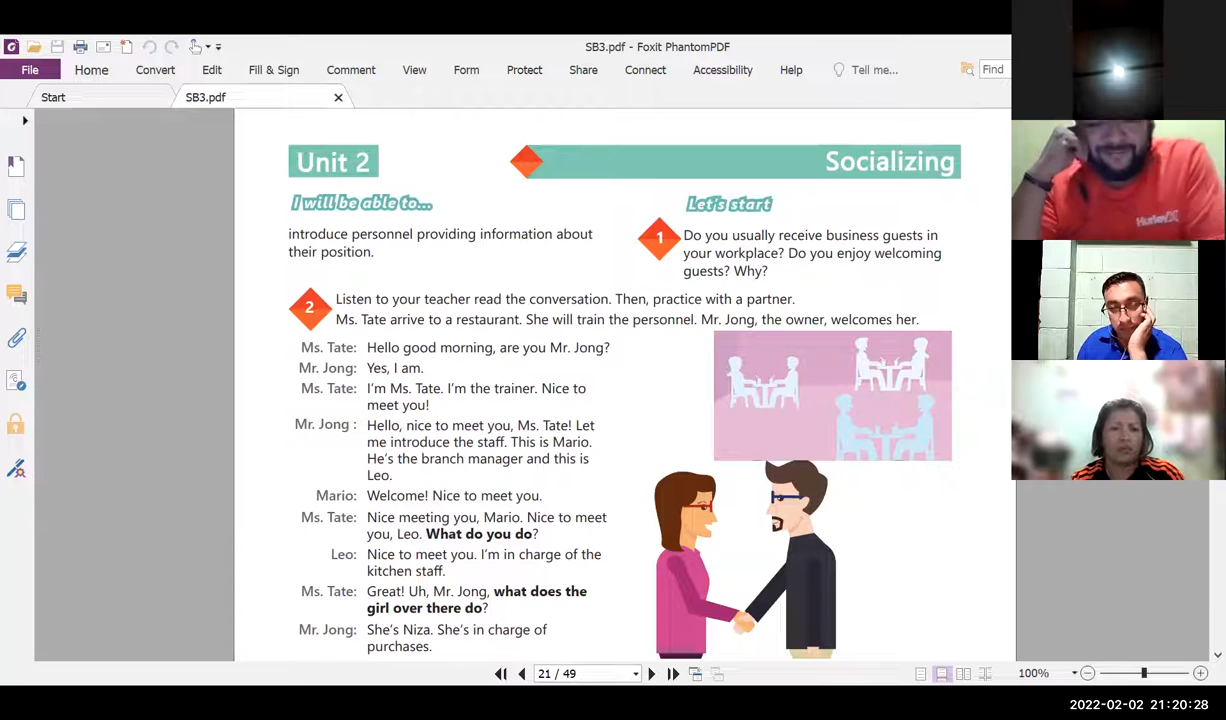 SB3.pdf - Foxit PhantomPDF
File Home Convert Edit Fill & Sign Comment View Form Protect Share Connect Accessibility Help Tell me... Find
Start SB3.pdf
Unit 2 Socializing
I will be able to...
introduce personnel providing information about
their position.
Let's start
1 Do you usually receive business guests in
your workplace? Do you enjoy welcoming
guests? Why?
2 Listen to your teacher read the conversation. Then, practice with a partner.
Ms. Tate arrive to a restaurant. She will train the personnel. Mr. Jong, the owner, welcomes her.
Ms. Tate: Hello good morning, are you Mr. Jong?
Mr. Jong: Yes, I am.
Ms. Tate: I'm Ms. Tate. I'm the trainer. Nice to
meet you!
Mr. Jong : Hello, nice to meet you, Ms. Tate! Let
me introduce the staff. This is Mario.
He's the branch manager and this is
Leo.
Mario: Welcome! Nice to meet you.
Ms. Tate: Nice meeting you, Mario. Nice to meet
you, Leo. What do you do?
Leo: Nice to meet you. I'm in charge of the
kitchen staff.
Ms. Tate: Great! Uh, Mr. Jong, what does the
girl over there do?
Mr. Jong: She's Niza. She's in charge of
purchases.
21 / 49 100%
2022-02-02 21:20:28